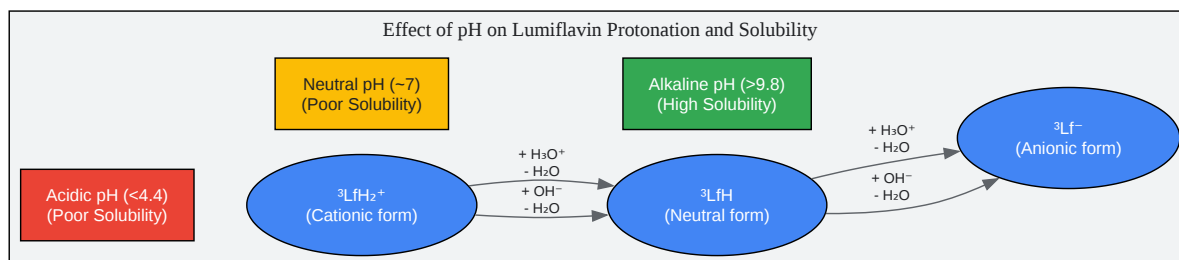 Effect of pH on Lumiflavin Protonation and Solubility
Neutral pH (~7)
(Poor Solubility)
Alkaline pH (>9.8)
(High Solubility)
³Lf⁻
(Anionic form)
+ H₃O⁺
- H₂O
+ OH⁻
- H₂O
+ H₃O⁺
- H₂O
+ OH⁻
- H₂O
Acidic pH (<4.4)
(Poor Solubility)
³LfH₂⁺
(Cationic form)
³LfH
(Neutral form)